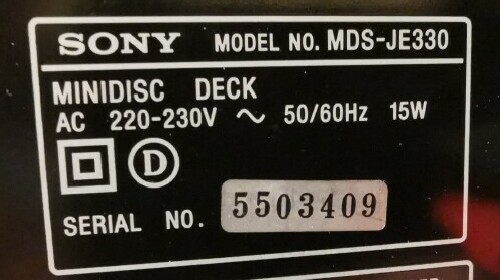 SONY MODEL NO. MDS-JE330
MINIDISC DECK
AC 220-230V ~ 50/60Hz 15W
D
SERIAL NO. 5503409